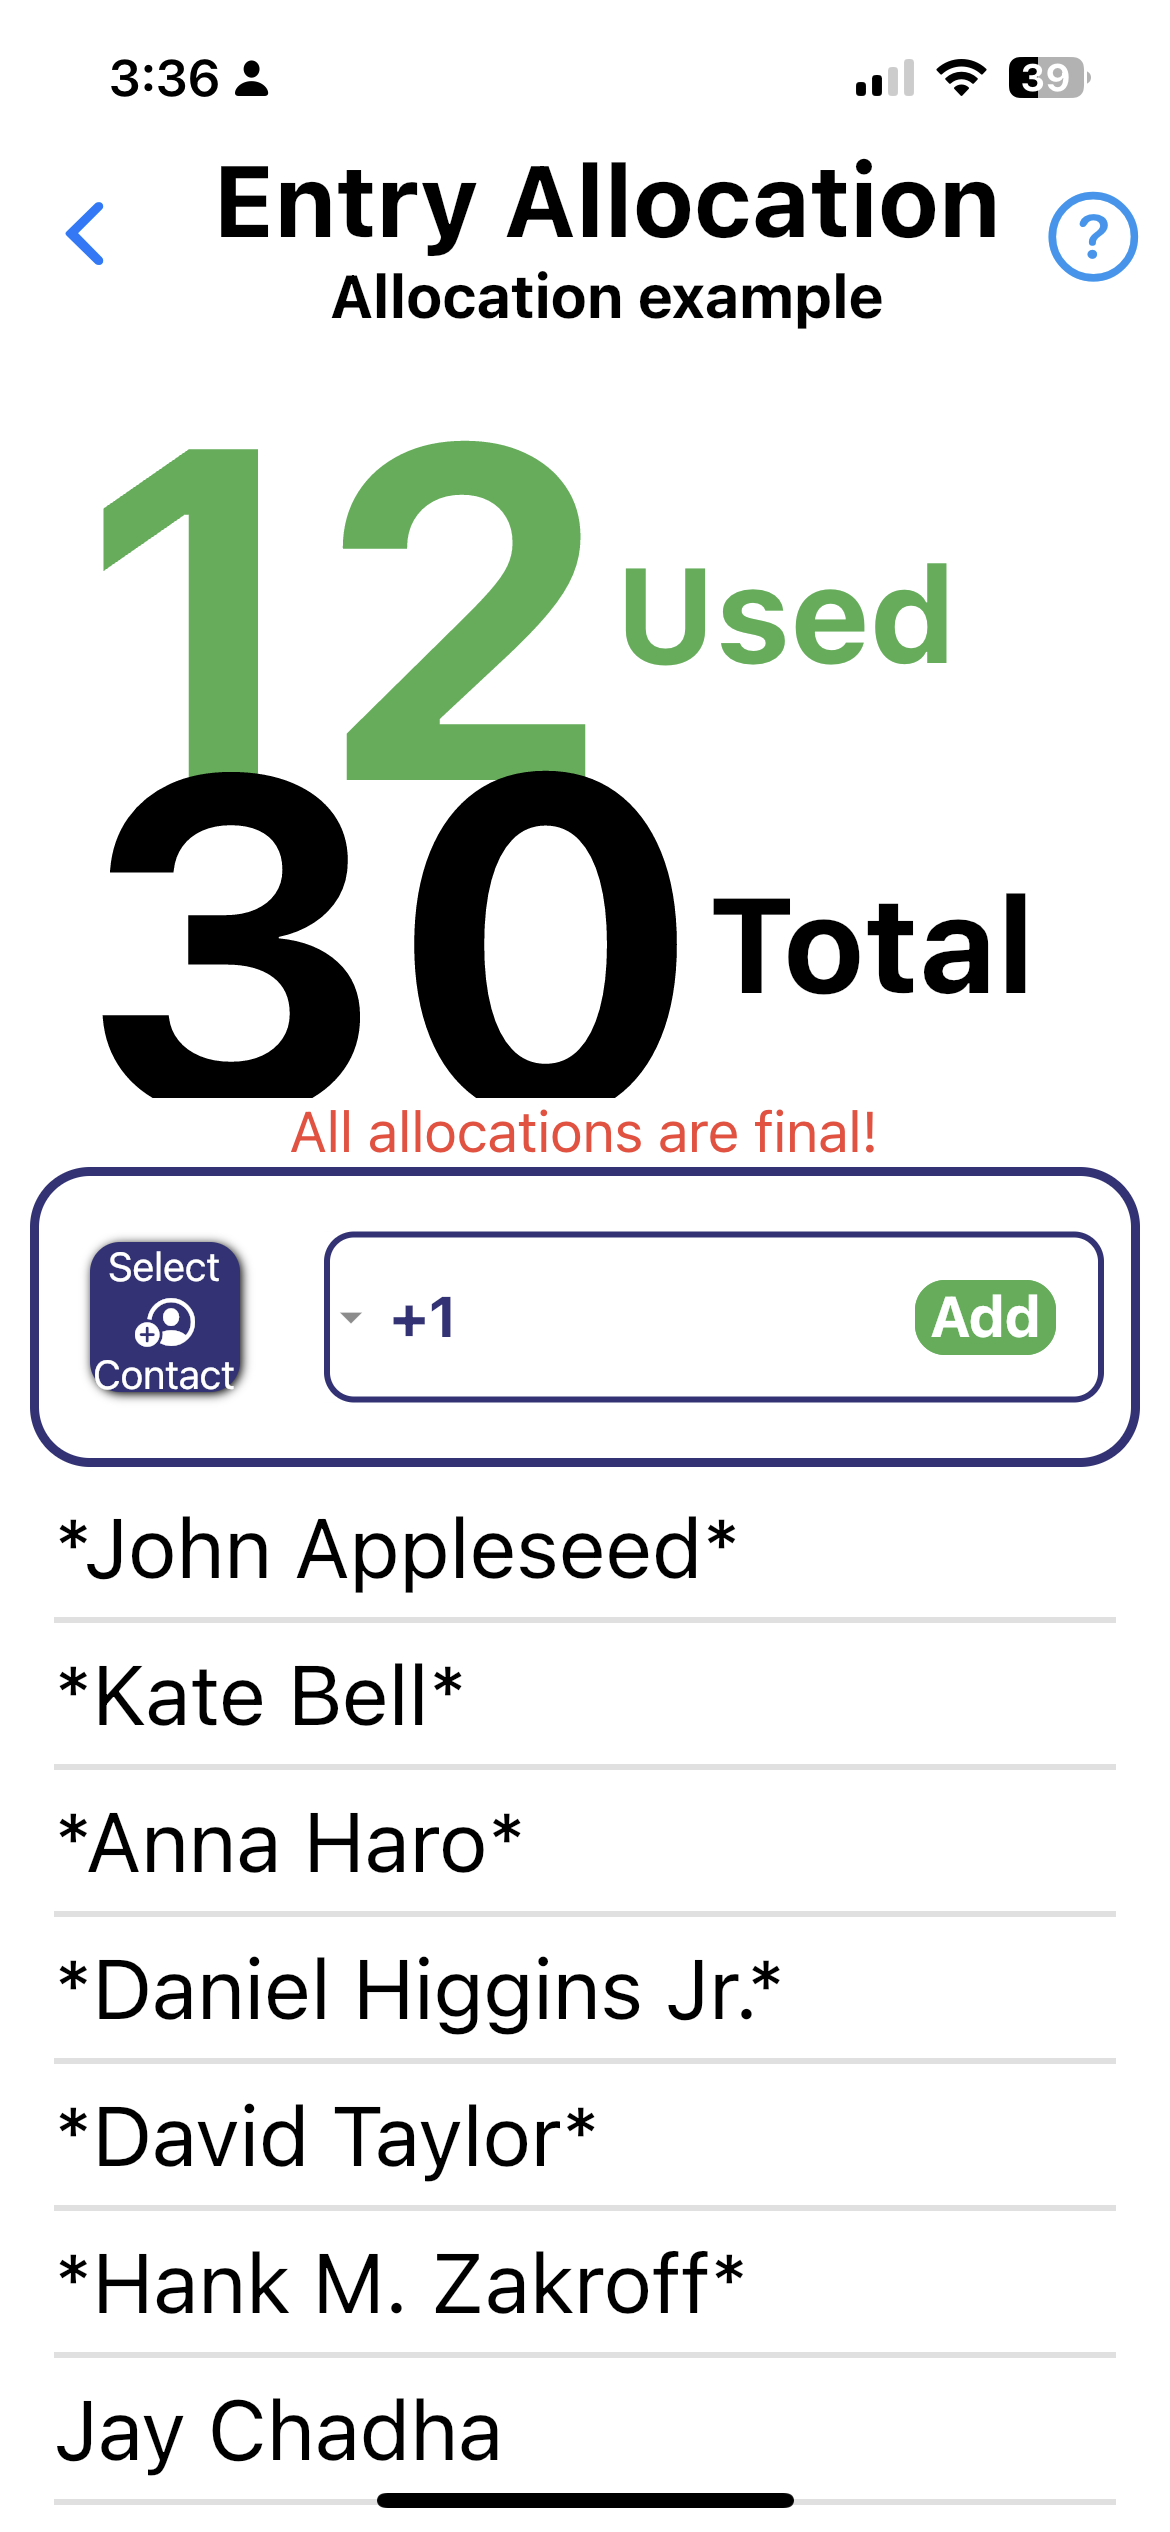 3:36
39
Entry Allocation
?
Allocation example
12 Used
30 Total
All allocations are final!
Select
Contact
+1
Add
*John Appleseed*
*Kate Bell*
*Anna Haro*
*Daniel Higgins Jr.*
*David Taylor*
*Hank M. Zakroff*
Jay Chadha